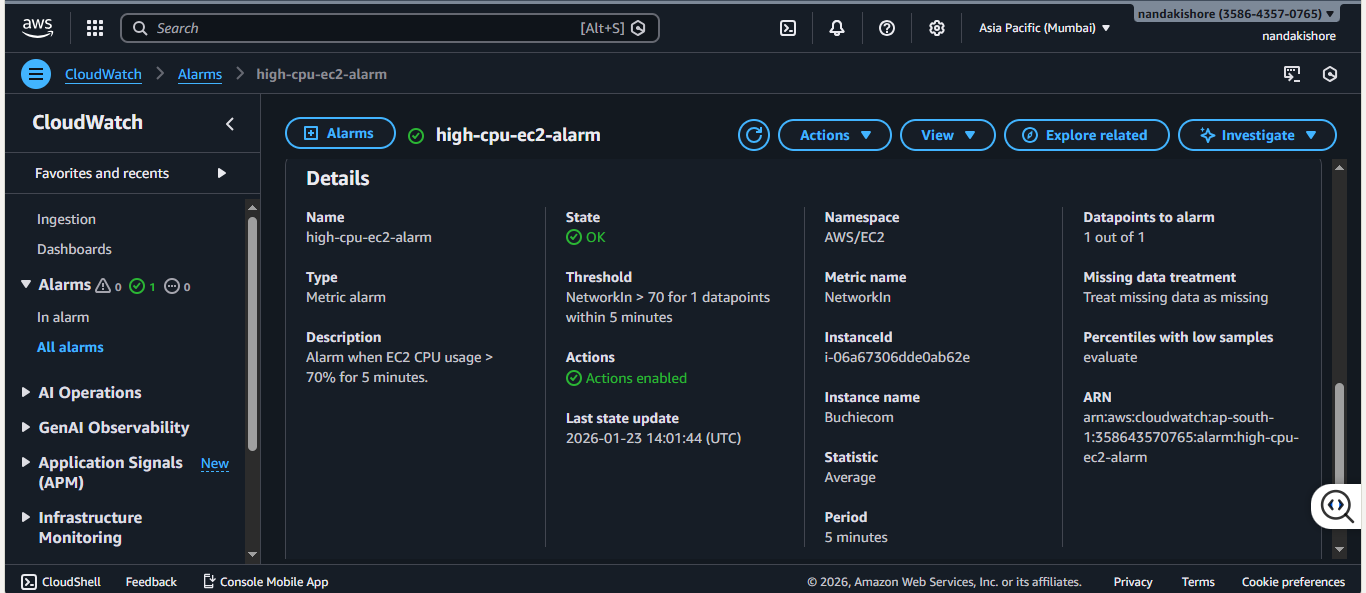 aws
Search [Alt+S]
Asia Pacific (Mumbai)
nandakishore (3586-4357-0765)
nandakishore
CloudWatch
Alarms
high-cpu-ec2-alarm
CloudWatch
Favorites and recents
Ingestion
Dashboards
Alarms 0 1 0
In alarm
All alarms
AI Operations
GenAI Observability
Application Signals New
(APM)
Infrastructure
Monitoring
Alarms
high-cpu-ec2-alarm
Actions
View
Explore related
Investigate
Details
Name
high-cpu-ec2-alarm
Type
Metric alarm
Description
Alarm when EC2 CPU usage >
70% for 5 minutes.
State
OK
Threshold
NetworkIn > 70 for 1 datapoints
within 5 minutes
Actions
Actions enabled
Last state update
2026-01-23 14:01:44 (UTC)
Namespace
AWS/EC2
Metric name
NetworkIn
InstanceId
i-06a67306dde0ab62e
Instance name
Buchiecom
Statistic
Average
Period
5 minutes
Datapoints to alarm
1 out of 1
Missing data treatment
Treat missing data as missing
Percentiles with low samples
evaluate
ARN
arn:aws:cloudwatch:ap-south-
1:358643570765:alarm:high-cpu-
ec2-alarm
CloudShell
Feedback
Console Mobile App
© 2026, Amazon Web Services, Inc. or its affiliates.
Privacy
Terms
Cookie preferences